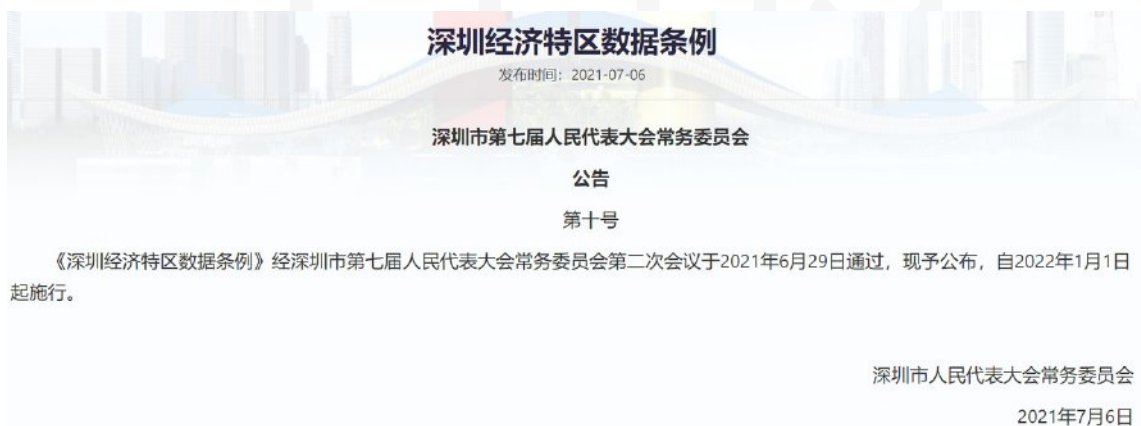 深圳经济特区数据条例
发布时间：2021-07-06
深圳市第七届人民代表大会常务委员会
公告
第十号
《深圳经济特区数据条例》经深圳市第七届人民代表大会常务委员会第二次会议于2021年6月29日通过，现予公布，自2022年1月1日
起施行。
深圳市人民代表大会常务委员会
2021年7月6日